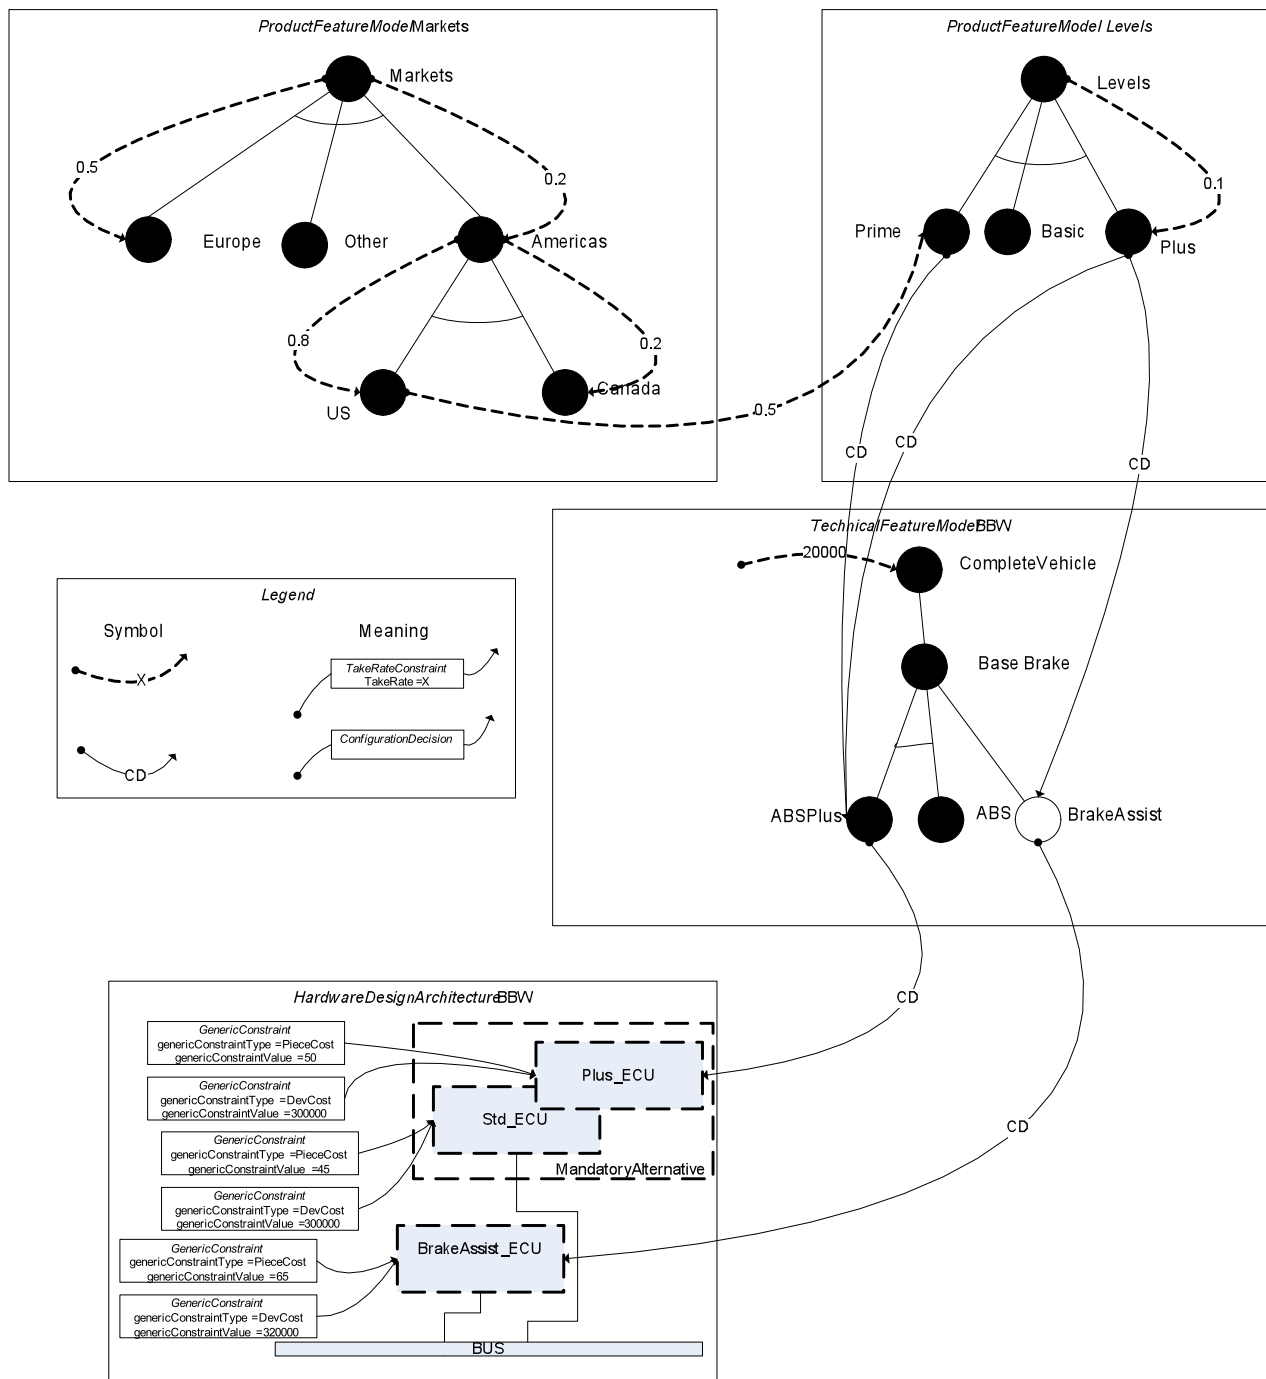 ProductFeatureModelMarkets
Markets
0.5
0.2
Europe
Other
Americas
0.8
0.2
US
Canada
0.5
ProductFeatureModel Levels
Levels
0.1
Prime
Basic
Plus
CD
CD
CD
TechnicalFeatureModelBBW
20000
CompleteVehicle
Base Brake
ABSPlus
ABS
BrakeAssist
CD
CD
Legend
Symbol
Meaning
X
TakeRateConstraint
TakeRate =X
CD
ConfigurationDecision
HardwareDesignArchitectureBBW
GenericConstraint
genericConstraintType =PieceCost
genericConstraintValue =50
GenericConstraint
genericConstraintType =DevCost
genericConstraintValue =300000
GenericConstraint
genericConstraintType =PieceCost
genericConstraintValue =45
GenericConstraint
genericConstraintType =DevCost
genericConstraintValue =300000
GenericConstraint
genericConstraintType =PieceCost
genericConstraintValue =65
GenericConstraint
genericConstraintType =DevCost
genericConstraintValue =320000
Plus_ECU
Std_ECU
MandatoryAlternative
BrakeAssist_ECU
BUS